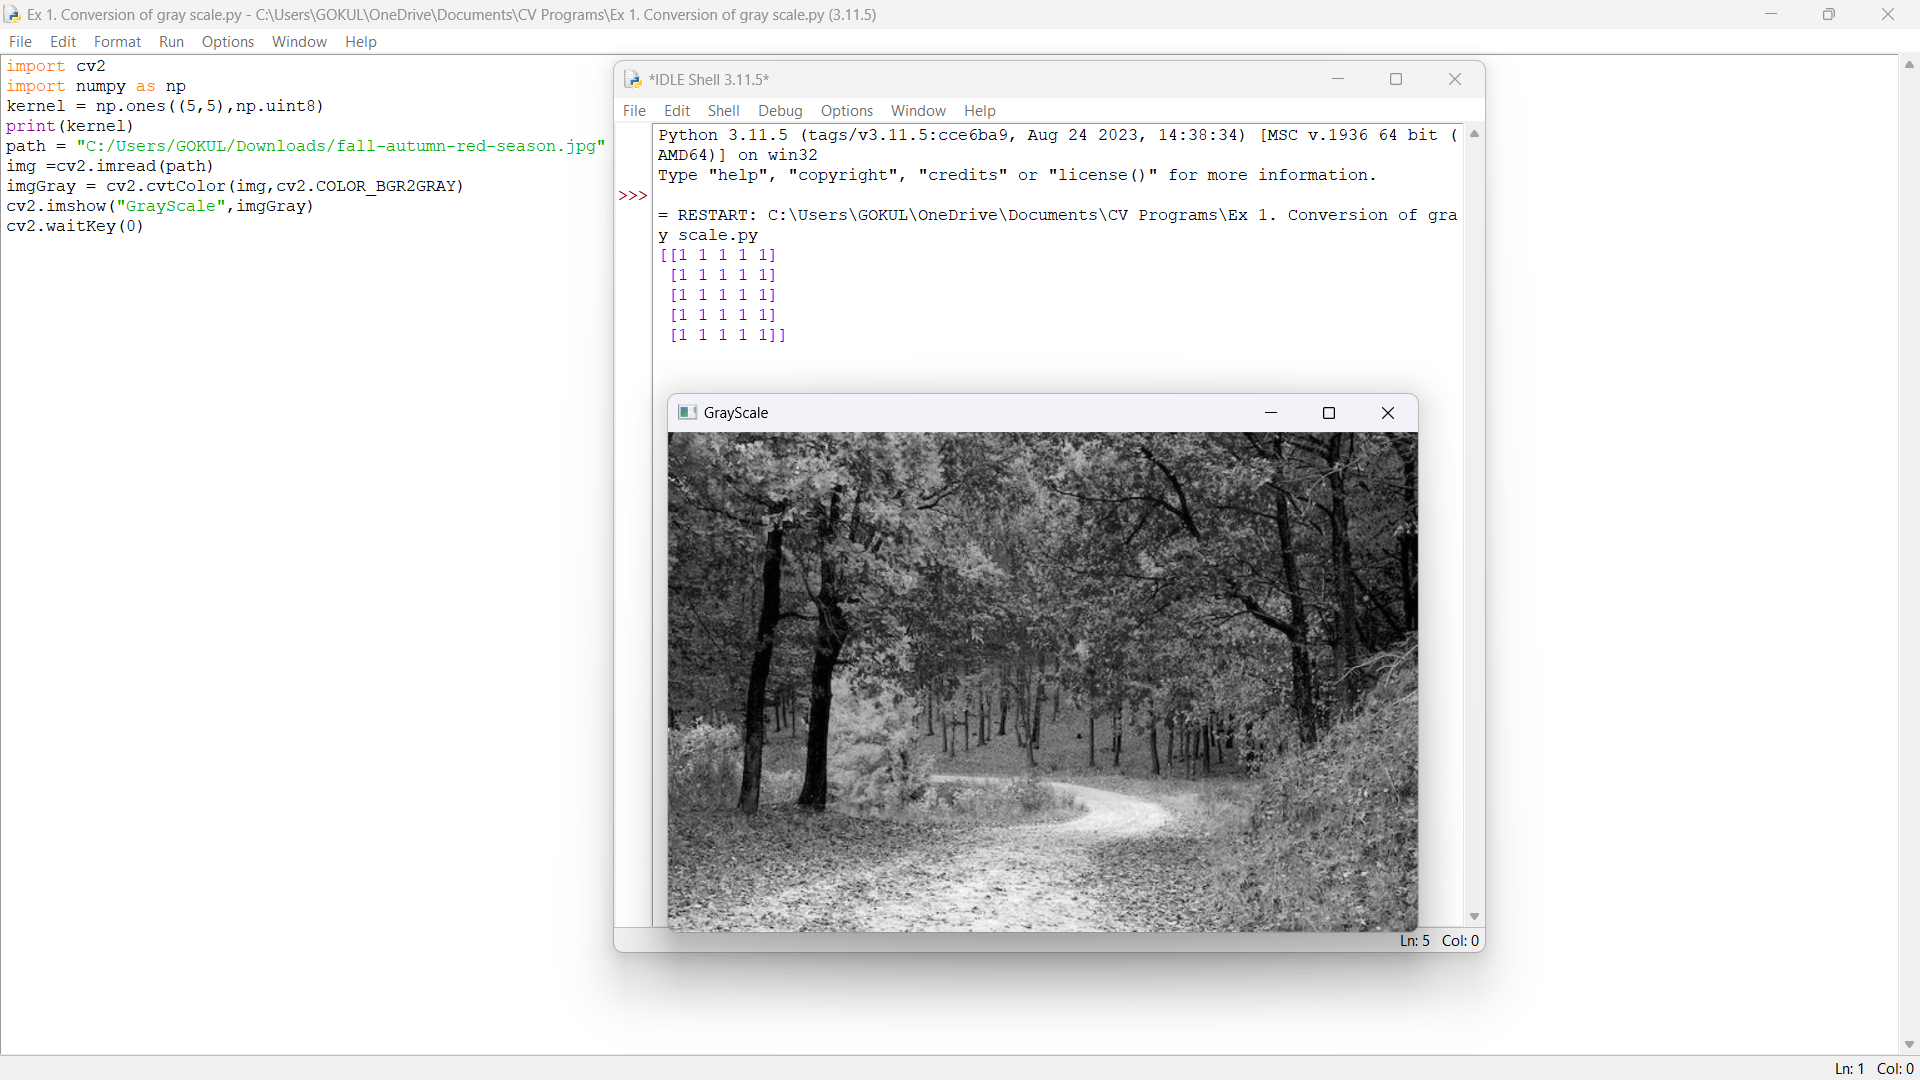 Ex 1. Conversion of gray scale.py - C:\Users\GOKUL\OneDrive\Documents\CV Programs\Ex 1. Conversion of gray scale.py (3.11.5)
File Edit Format Run Options Window Help
import cv2
import numpy as np
kernel = np.ones((5,5),np.uint8)
print(kernel)
path = "C:/Users/GOKUL/Downloads/fall-autumn-red-season.jpg"
img =cv2.imread(path)
imgGray = cv2.cvtColor(img,cv2.COLOR_BGR2GRAY)
cv2.imshow("GrayScale",imgGray)
cv2.waitKey(0)
*IDLE Shell 3.11.5*
File Edit Shell Debug Options Window Help
Python 3.11.5 (tags/v3.11.5:cce6ba9, Aug 24 2023, 14:38:34) [MSC v.1936 64 bit (
AMD64)] on win32
Type "help", "copyright", "credits" or "license()" for more information.
>>>
= RESTART: C:\Users\GOKUL\OneDrive\Documents\CV Programs\Ex 1. Conversion of gra
y scale.py
[[1 1 1 1 1]
 [1 1 1 1 1]
 [1 1 1 1 1]
 [1 1 1 1 1]
 [1 1 1 1 1]]
GrayScale
Ln: 5 Col: 0
Ln: 1 Col: 0